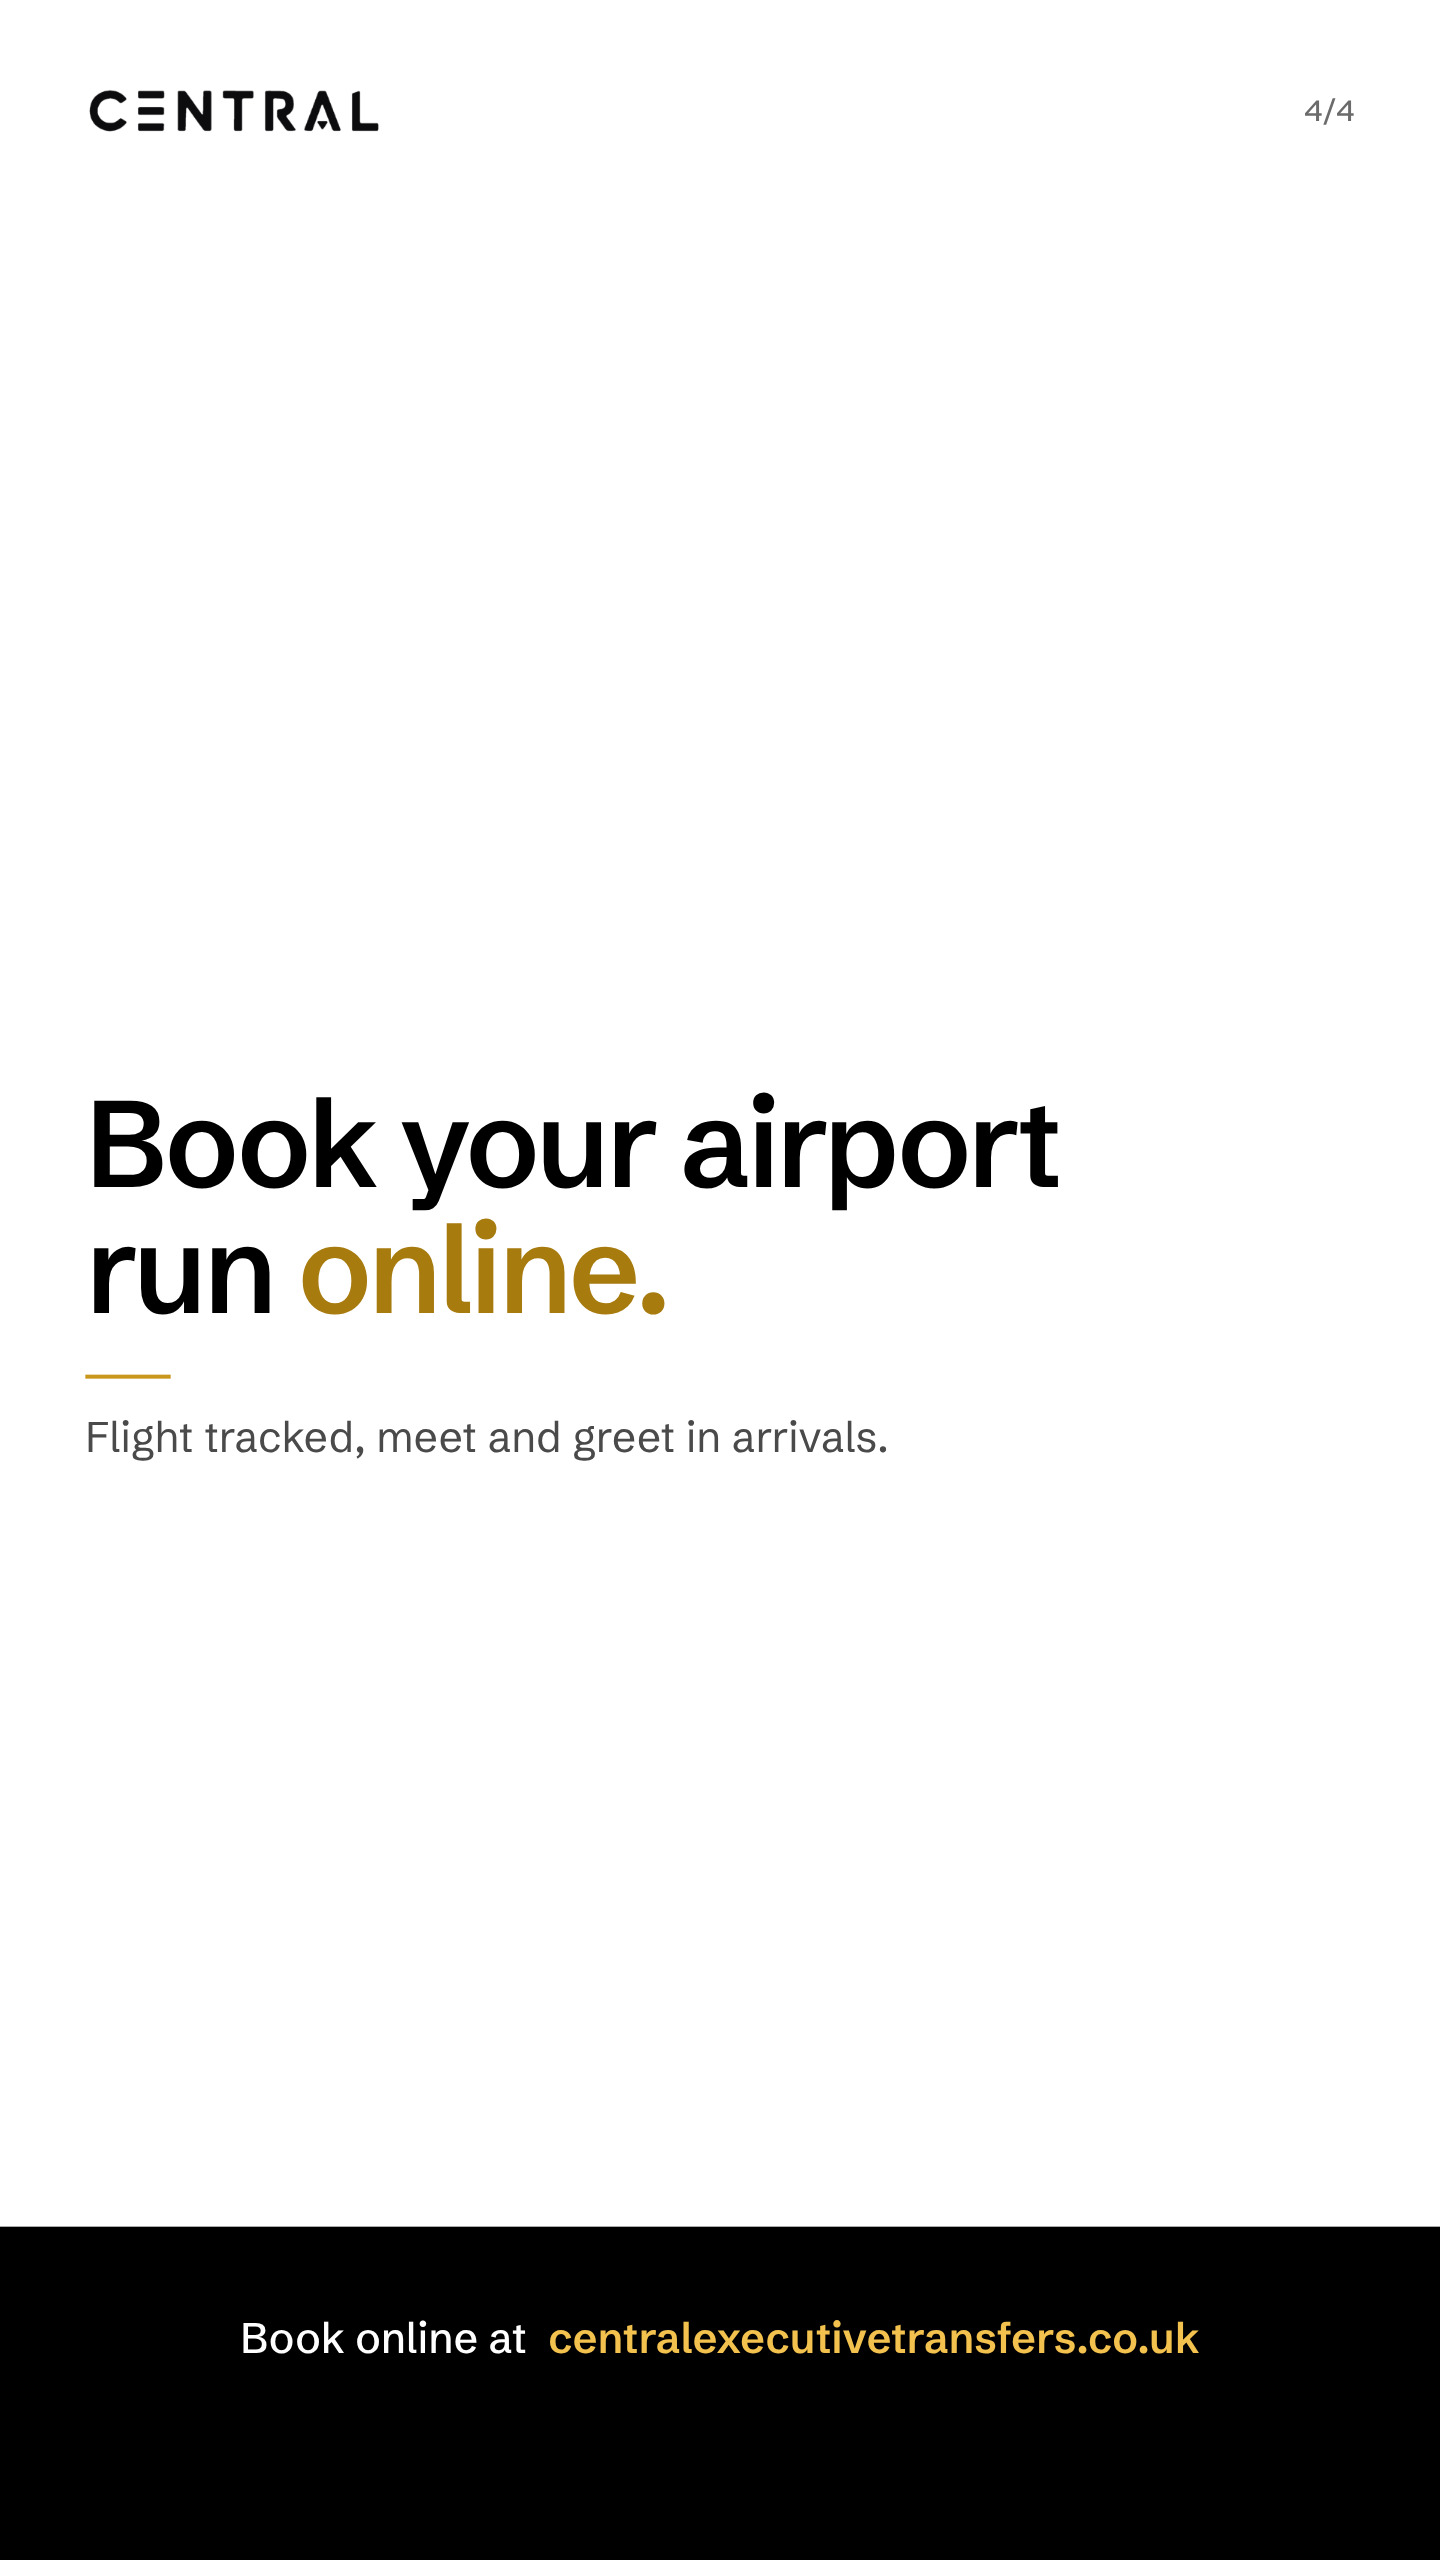 CENTRAL
4/4
Book your airport
run online.
Flight tracked, meet and greet in arrivals.
Book online at centralexecutivetransfers.co.uk